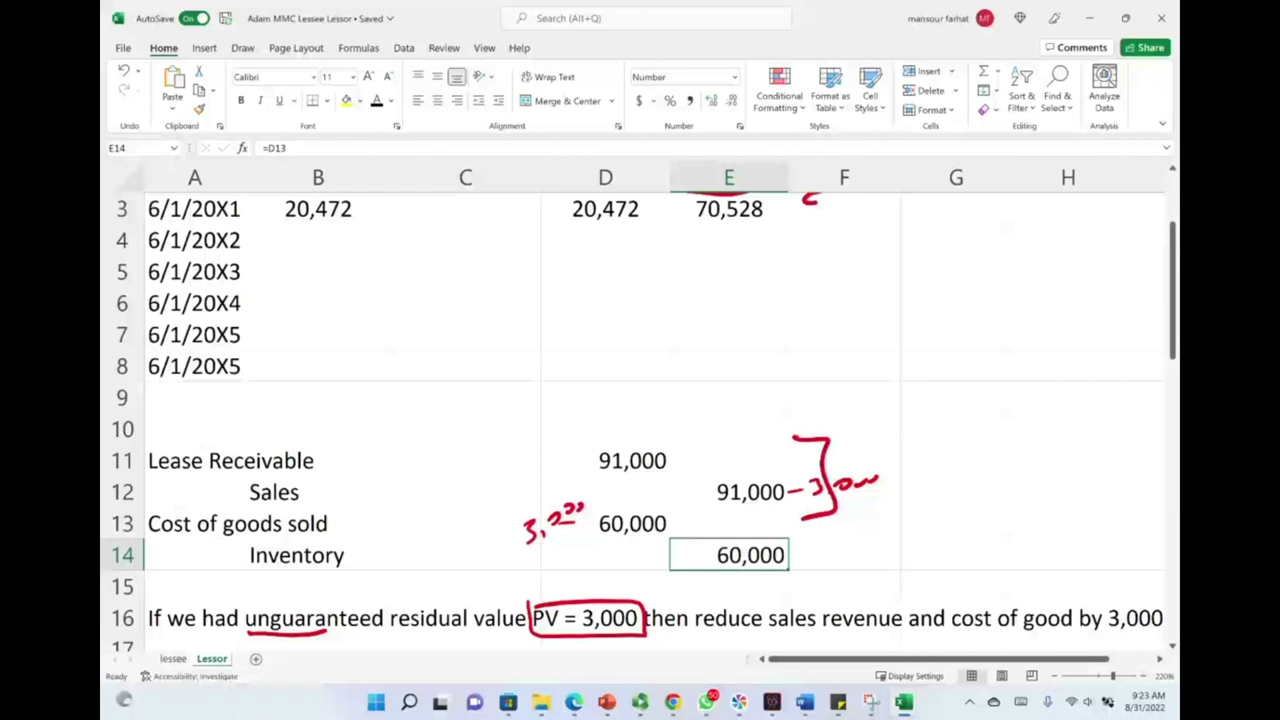 AutoSave On Adam MMC Lessee Lessor • Saved Search (Alt+Q) mansour farhat MF
File Home Insert Draw Page Layout Formulas Data Review View Help Comments Share
Paste Calibri 11 Wrap Text Number Conditional Formatting Format as Table Cell Styles Insert Sort & Filter Find & Select Analyze Data
B I U Merge & Center $ % Delete
Format
Undo Clipboard Font Alignment Number Styles Cells Editing Analysis
E14 fx =D13
A B C D E F G H
3 6/1/20X1 20,472 20,472 70,528
4 6/1/20X2
5 6/1/20X3
6 6/1/20X4
7 6/1/20X5
8 6/1/20X5
9
10
11 Lease Receivable 91,000
12 Sales 91,000
13 Cost of goods sold 60,000
14 Inventory 60,000
15
16 If we had unguaranteed residual value PV = 3,000 then reduce sales revenue and cost of good by 3,000
17
lessee Lessor
Ready Accessibility: Investigate Display Settings 220%
50 9:23 AM
8/31/2022